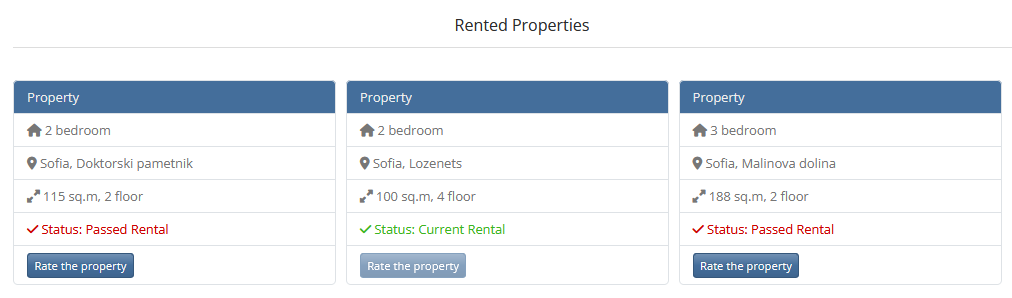 Rented Properties
Property
2 bedroom
Sofia, Doktorski pametnik
115 sq.m, 2 floor
Status: Passed Rental
Rate the property
Property
2 bedroom
Sofia, Lozenets
100 sq.m, 4 floor
Status: Current Rental
Rate the property
Property
3 bedroom
Sofia, Malinova dolina
188 sq.m, 2 floor
Status: Passed Rental
Rate the property